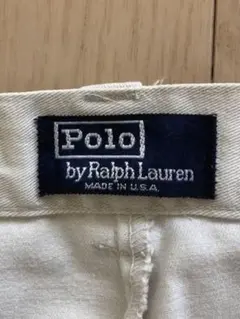 Polo
by Ralph Lauren
MADE IN U.S.A.